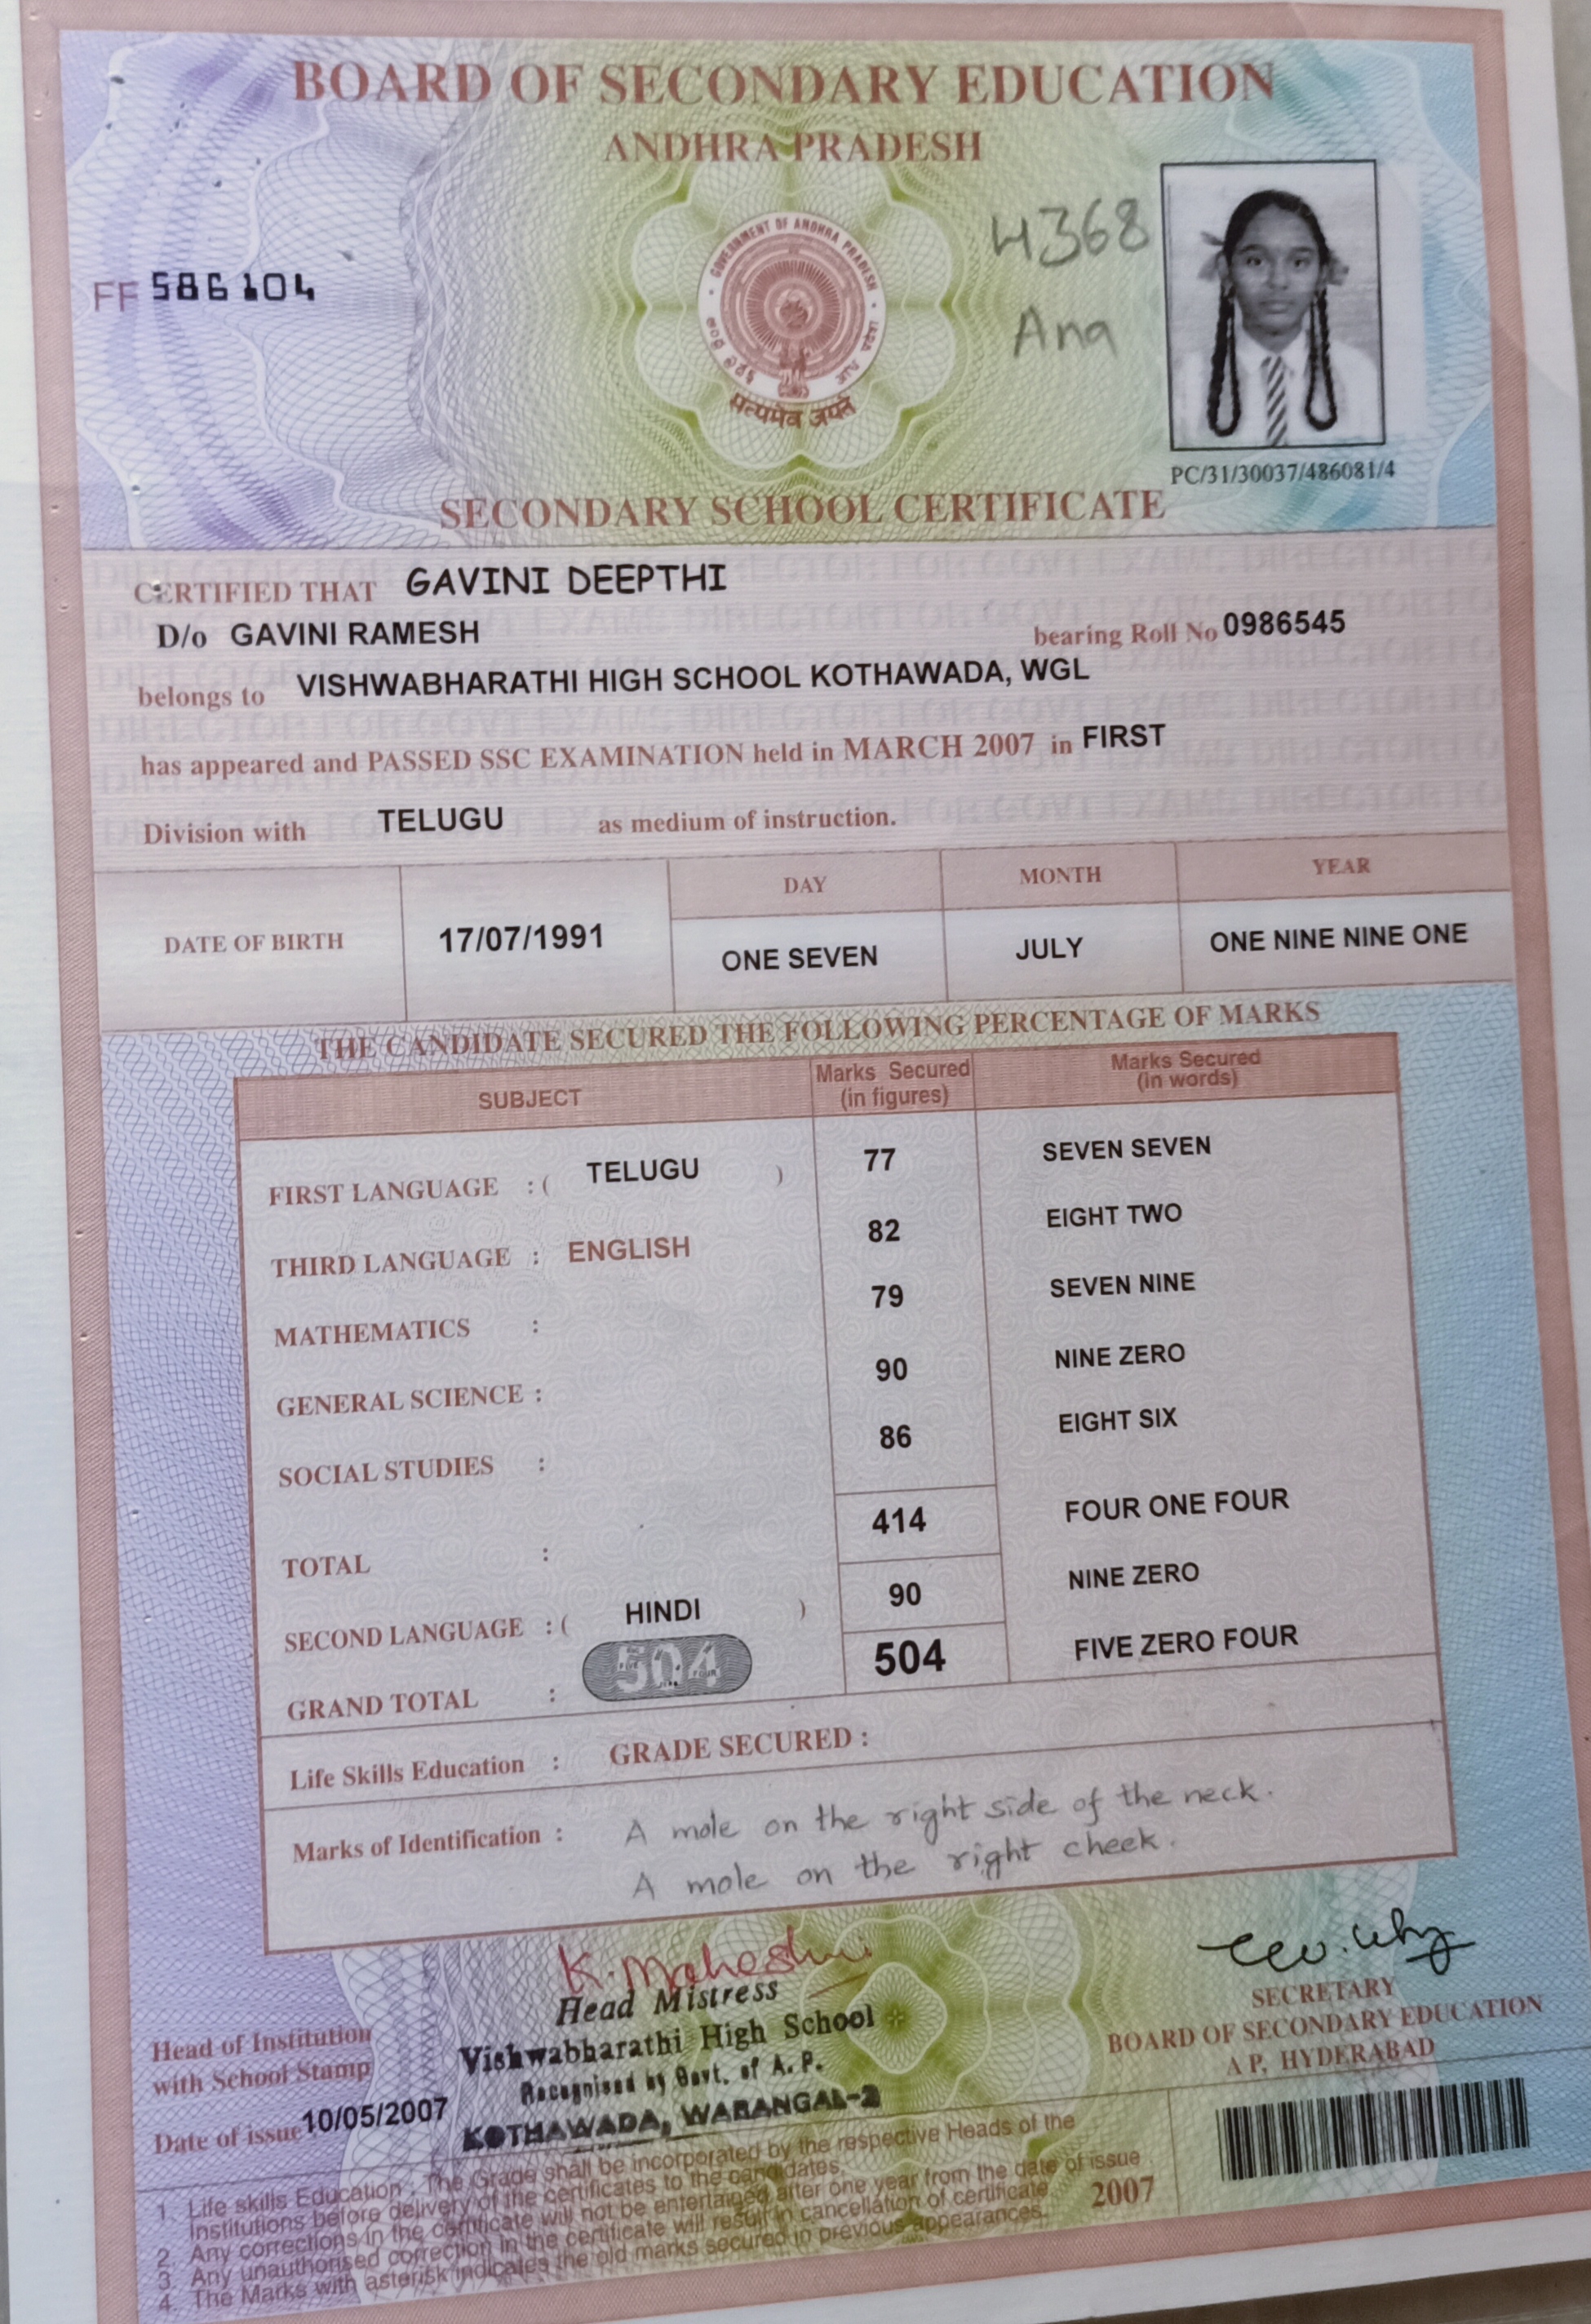 BOARD OF SECONDARY EDUCATION
ANDHRA PRADESH
GOVERNMENT OF ANDHRA PRADESH
सत्यमेव जयते
4368
Ana
FF 586104
PC/31/30037/486081/4
SECONDARY SCHOOL CERTIFICATE
CERTIFIED THAT GAVINI DEEPTHI
D/o GAVINI RAMESH bearing Roll No 0986545
belongs to VISHWABHARATHI HIGH SCHOOL KOTHAWADA, WGL
has appeared and PASSED SSC EXAMINATION held in MARCH 2007 in FIRST
Division with TELUGU as medium of instruction.
DAY MONTH YEAR
DATE OF BIRTH 17/07/1991 ONE SEVEN JULY ONE NINE NINE ONE
THE CANDIDATE SECURED THE FOLLOWING PERCENTAGE OF MARKS
SUBJECT Marks Secured (in figures) Marks Secured (in words)
FIRST LANGUAGE : ( TELUGU ) 77 SEVEN SEVEN
THIRD LANGUAGE : ENGLISH 82 EIGHT TWO
MATHEMATICS : 79 SEVEN NINE
GENERAL SCIENCE : 90 NINE ZERO
SOCIAL STUDIES : 86 EIGHT SIX
TOTAL : 414 FOUR ONE FOUR
SECOND LANGUAGE : ( HINDI ) 90 NINE ZERO
GRAND TOTAL : 504 504 FIVE ZERO FOUR
Life Skills Education : GRADE SECURED :
Marks of Identification : A mole on the right side of the neck.
A mole on the right cheek.
K. Maheshwari
Head Mistress
Vishwabharathi High School
Recognised by Govt. of A. P.
KOTHAWADA, WARANGAL-2
Head of Institution
with School Stamp
Date of issue 10/05/2007
SECRETARY
BOARD OF SECONDARY EDUCATION
A P, HYDERABAD
1. Life skills Education : The Grade shall be incorporated by the respective Heads of the
Institutions before delivery of the certificates to the candidates.
2. Any corrections in the certificate will not be entertained after one year from the date of issue
3. Any unauthorised correction in the certificate will result in cancellation of certificate.
4. The Marks with asterisk indicates the old marks secured in previous appearances.
2007